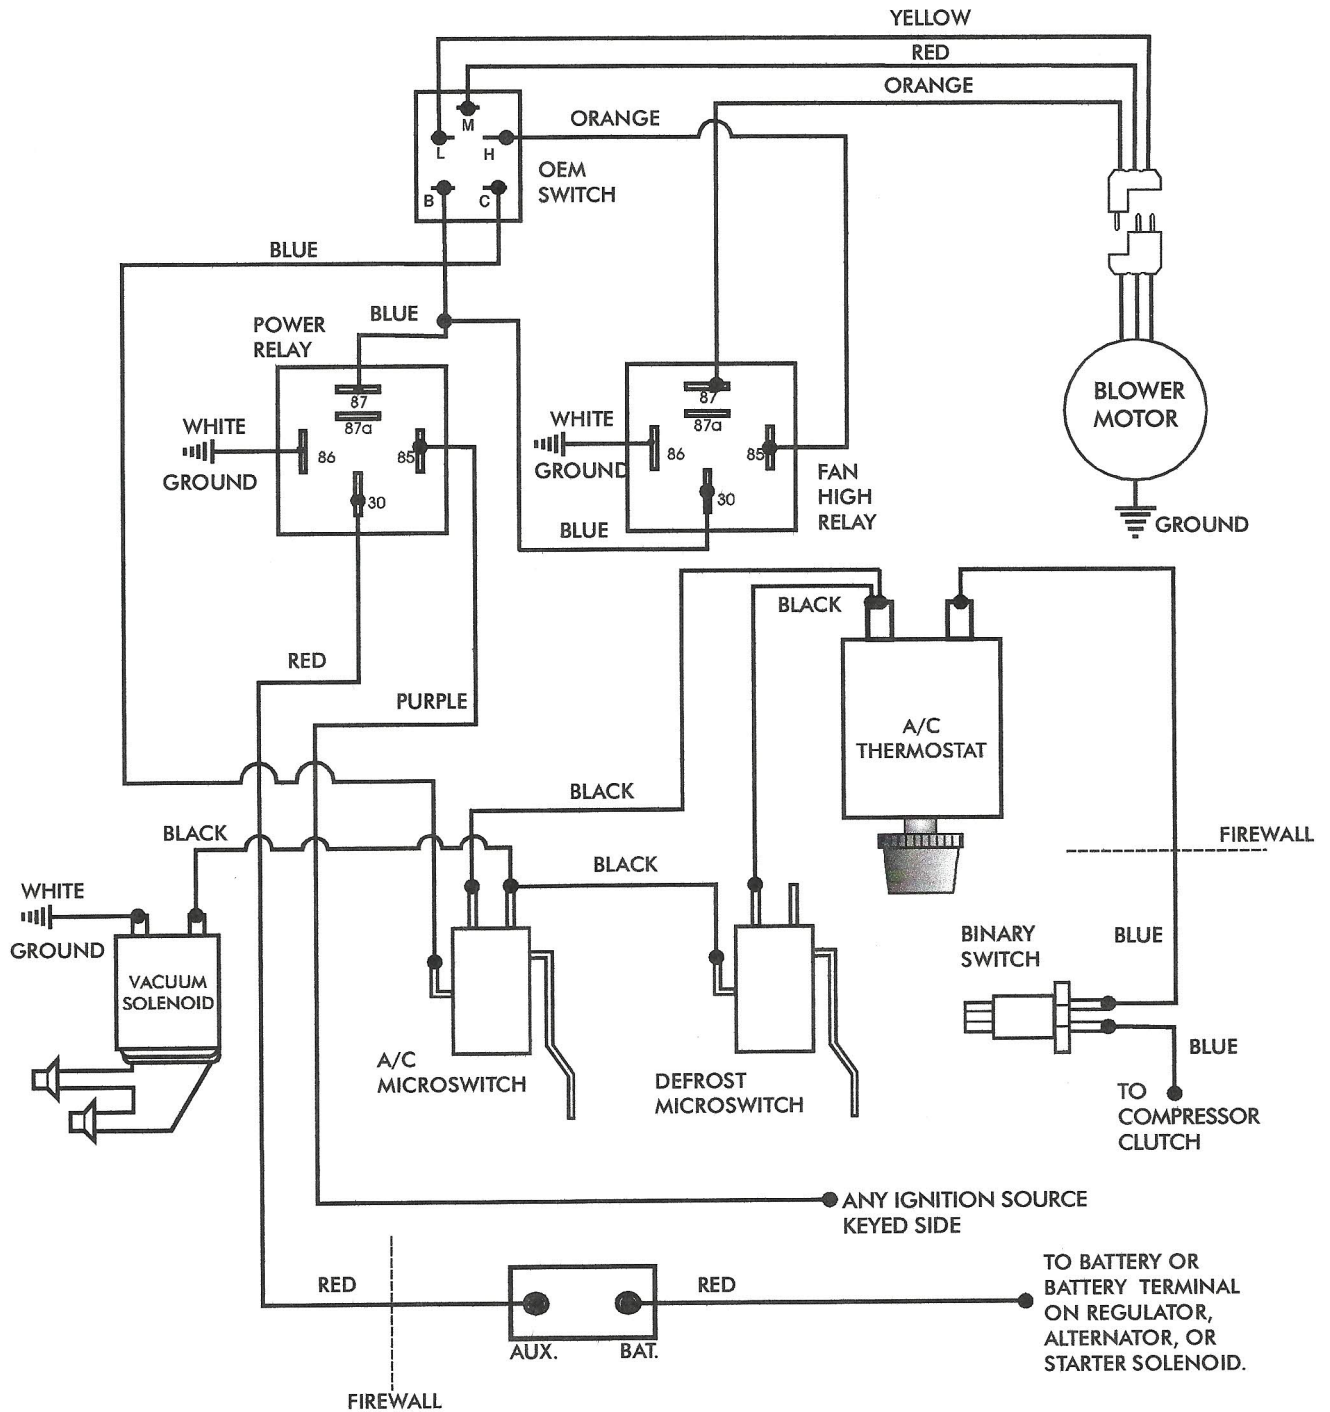 YELLOW
RED
ORANGE
ORANGE
M
L
H
OEM
SWITCH
B
C
BLUE
BLUE
POWER
RELAY
87
87a
WHITE
86
85
GROUND
30
87
87a
WHITE
86
85
GROUND
30
FAN
HIGH
RELAY
BLUE
BLOWER
MOTOR
GROUND
BLACK
RED
PURPLE
A/C
THERMOSTAT
BLACK
BLACK
FIREWALL
BLACK
WHITE
GROUND
VACUUM
SOLENOID
BINARY
SWITCH
BLUE
BLUE
A/C
MICROSWITCH
DEFROST
MICROSWITCH
TO
COMPRESSOR
CLUTCH
ANY IGNITION SOURCE
KEYED SIDE
RED
RED
TO BATTERY OR
BATTERY TERMINAL
ON REGULATOR,
ALTERNATOR, OR
STARTER SOLENOID.
AUX.
BAT.
FIREWALL